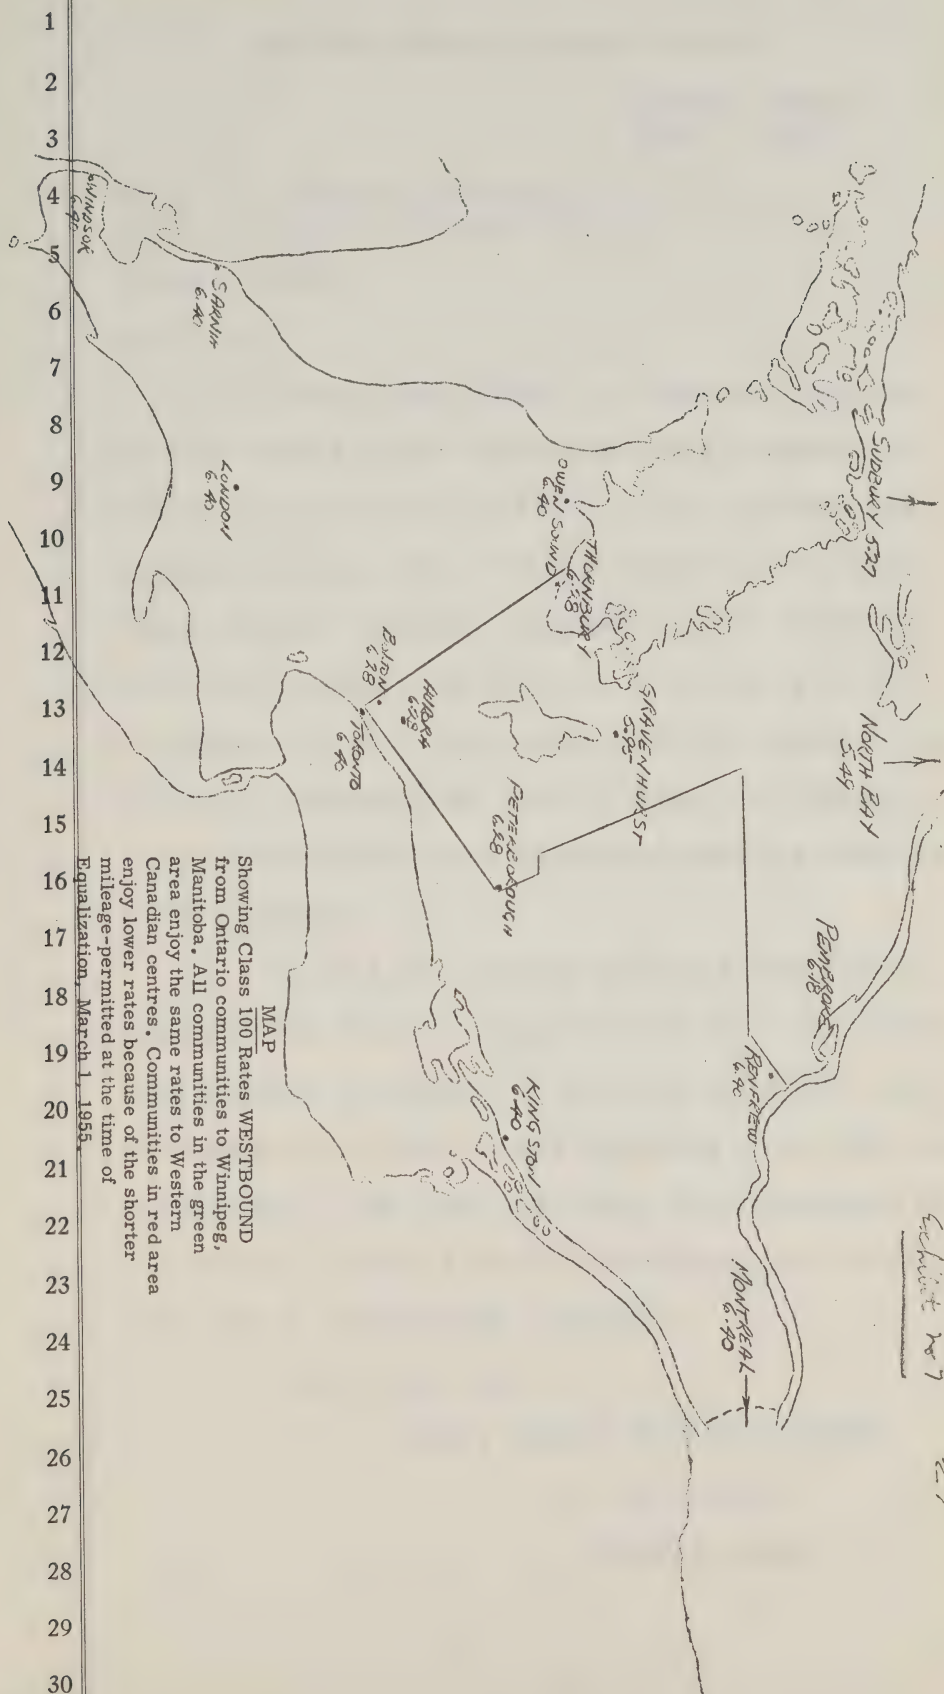 1
2
3
4
5
6
7
8
9
10
11
12
13
14
15
16
17
18
19
20
21
22
23
24
25
26
27
28
29
30
Exhibit no 7
SUDBURY 5.27
NORTH BAY
5.49
PEMBROKE
6.18
RENFREW
6.40
MONTREAL
6.40
GRAVENHURST
5.95
THORNBURY
6.28
OWEN SOUND
6.40
PETERBOROUGH
6.28
KINGSTON
6.40
AURORA
6.28
BOLTON
6.28
TORONTO
6.40
LONDON
6.40
SARNIA
6.40
WINDSOR
6.40
MAP
Showing Class 100 Rates WESTBOUND
from Ontario communities to Winnipeg,
Manitoba. All communities in the green
area enjoy the same rates to Western
Canadian centres. Communities in red area
enjoy lower rates because of the shorter
mileage-permitted at the time of
Equalization, March 1, 1955.